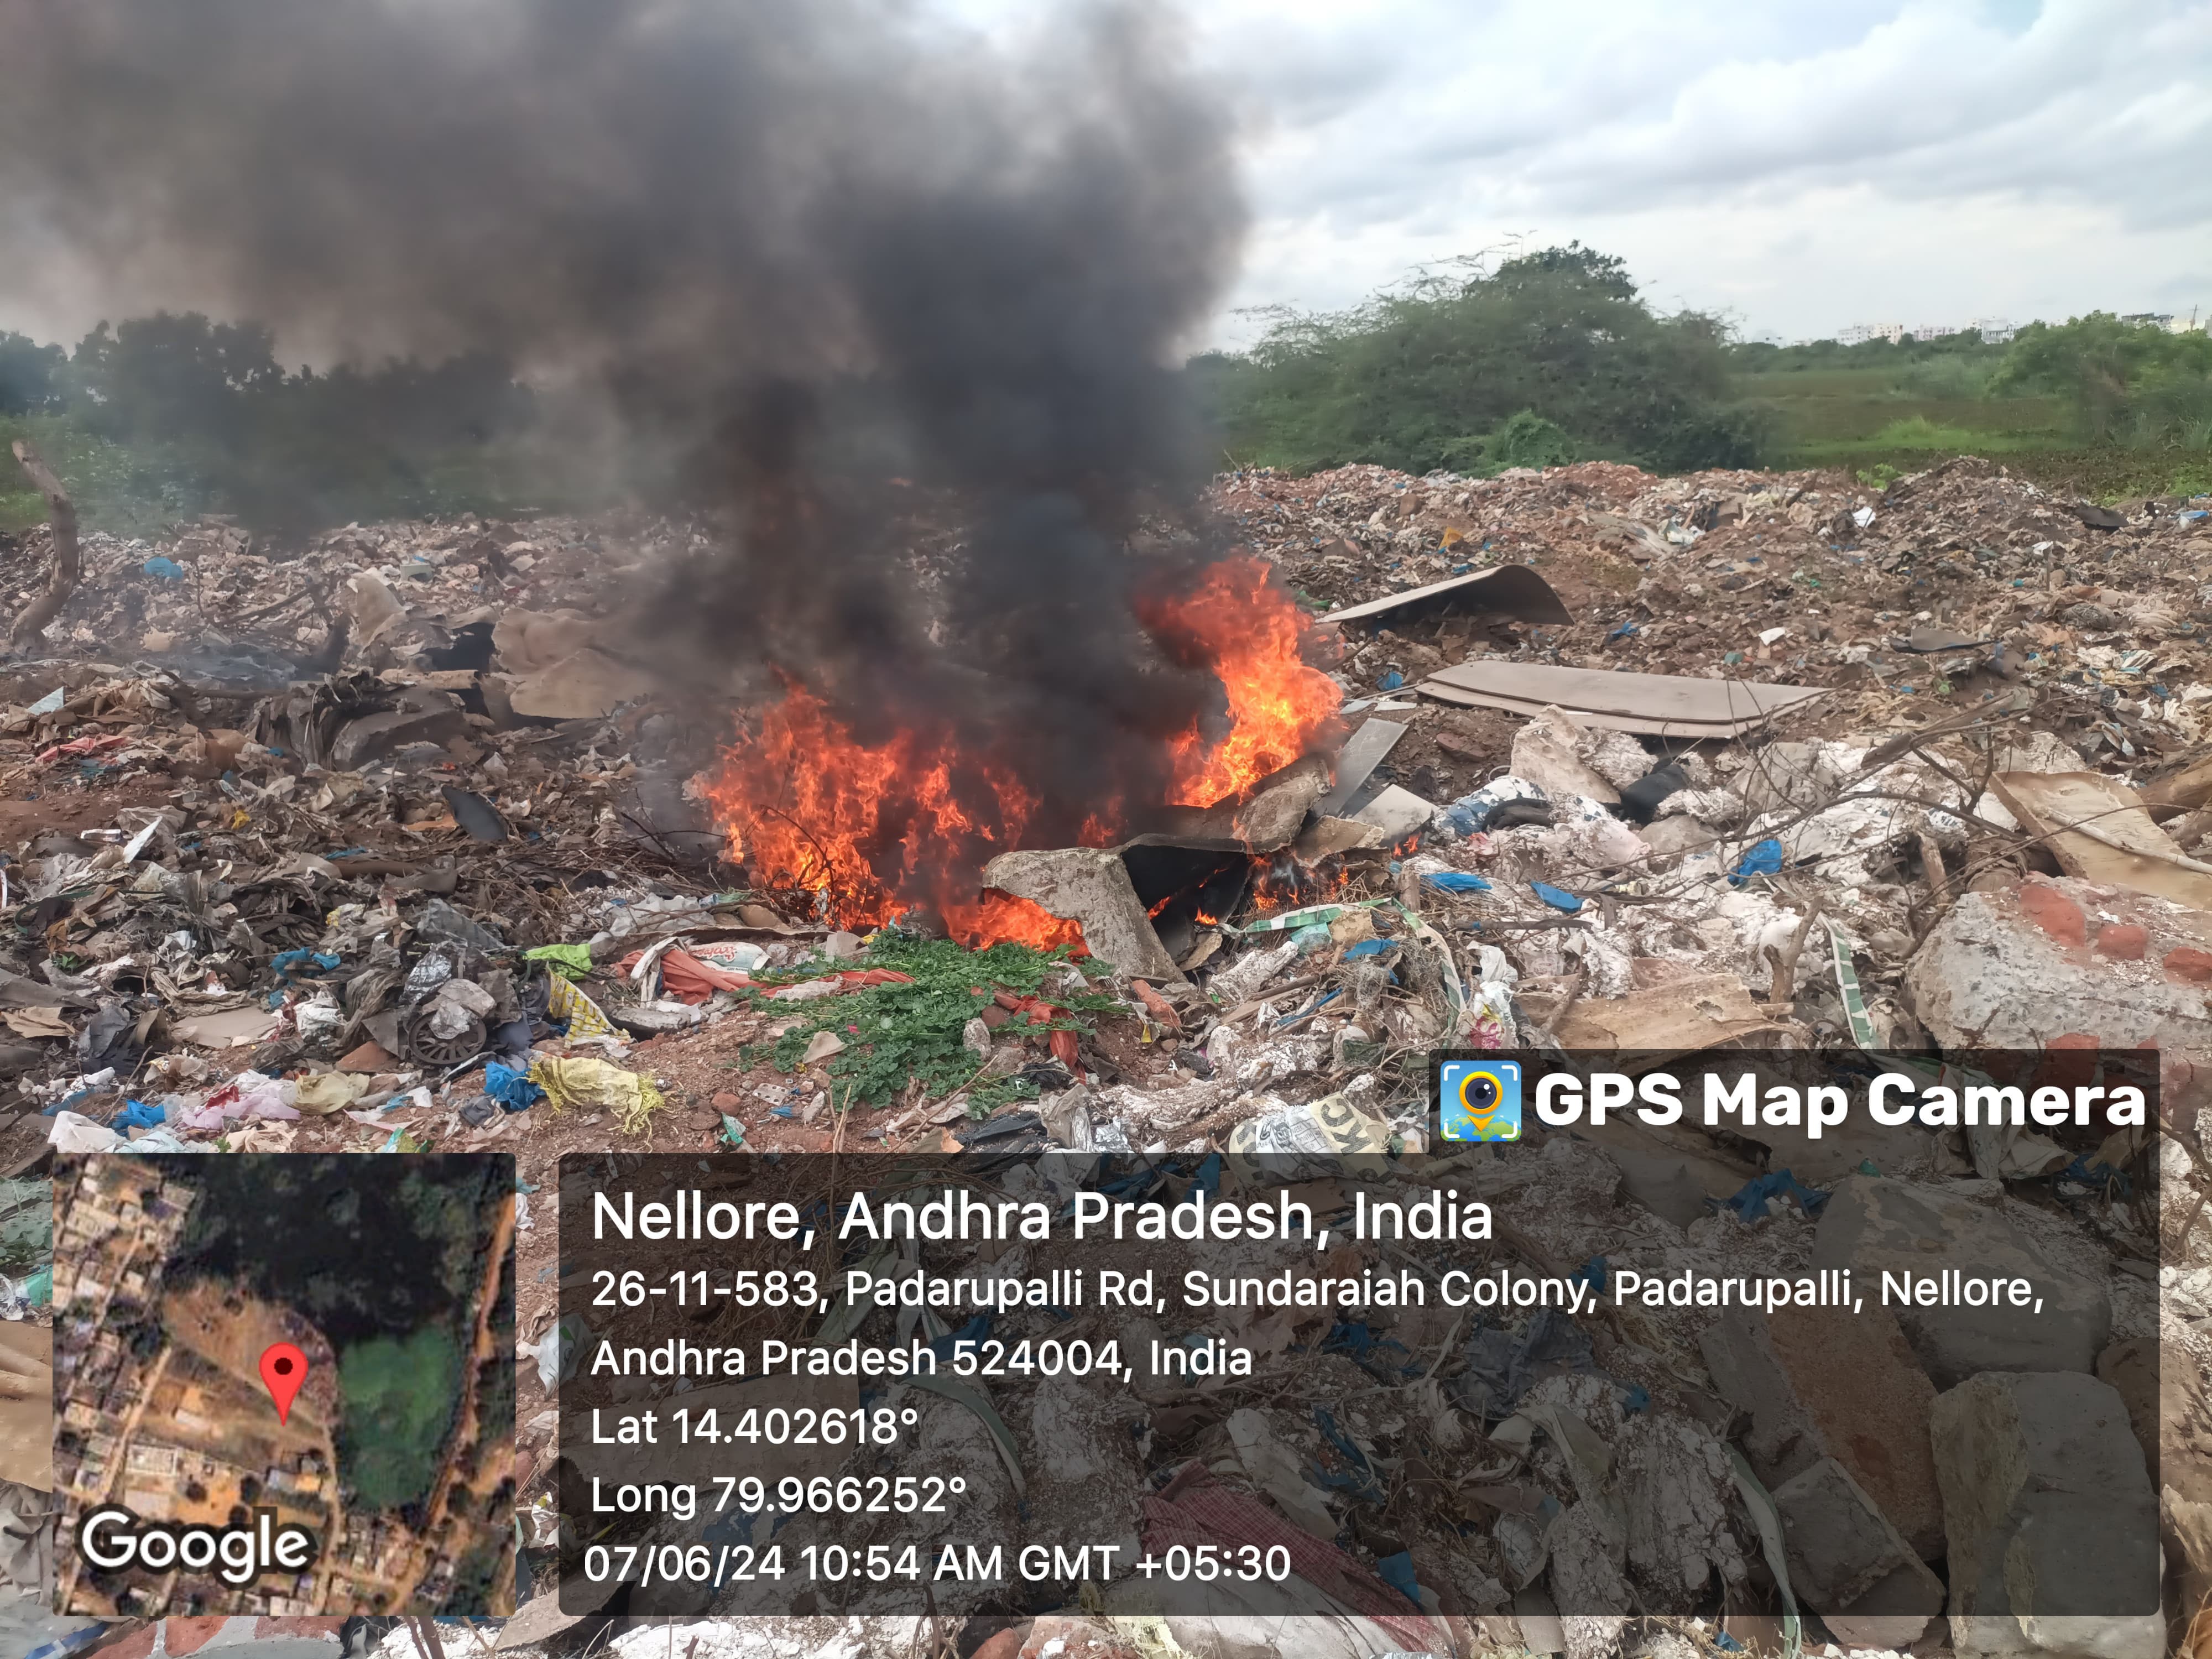 GPS Map Camera
Nellore, Andhra Pradesh, India
26-11-583, Padarupalli Rd, Sundaraiah Colony, Padarupalli, Nellore,
Andhra Pradesh 524004, India
Lat 14.402618°
Long 79.966252°
07/06/24 10:54 AM GMT +05:30
Google